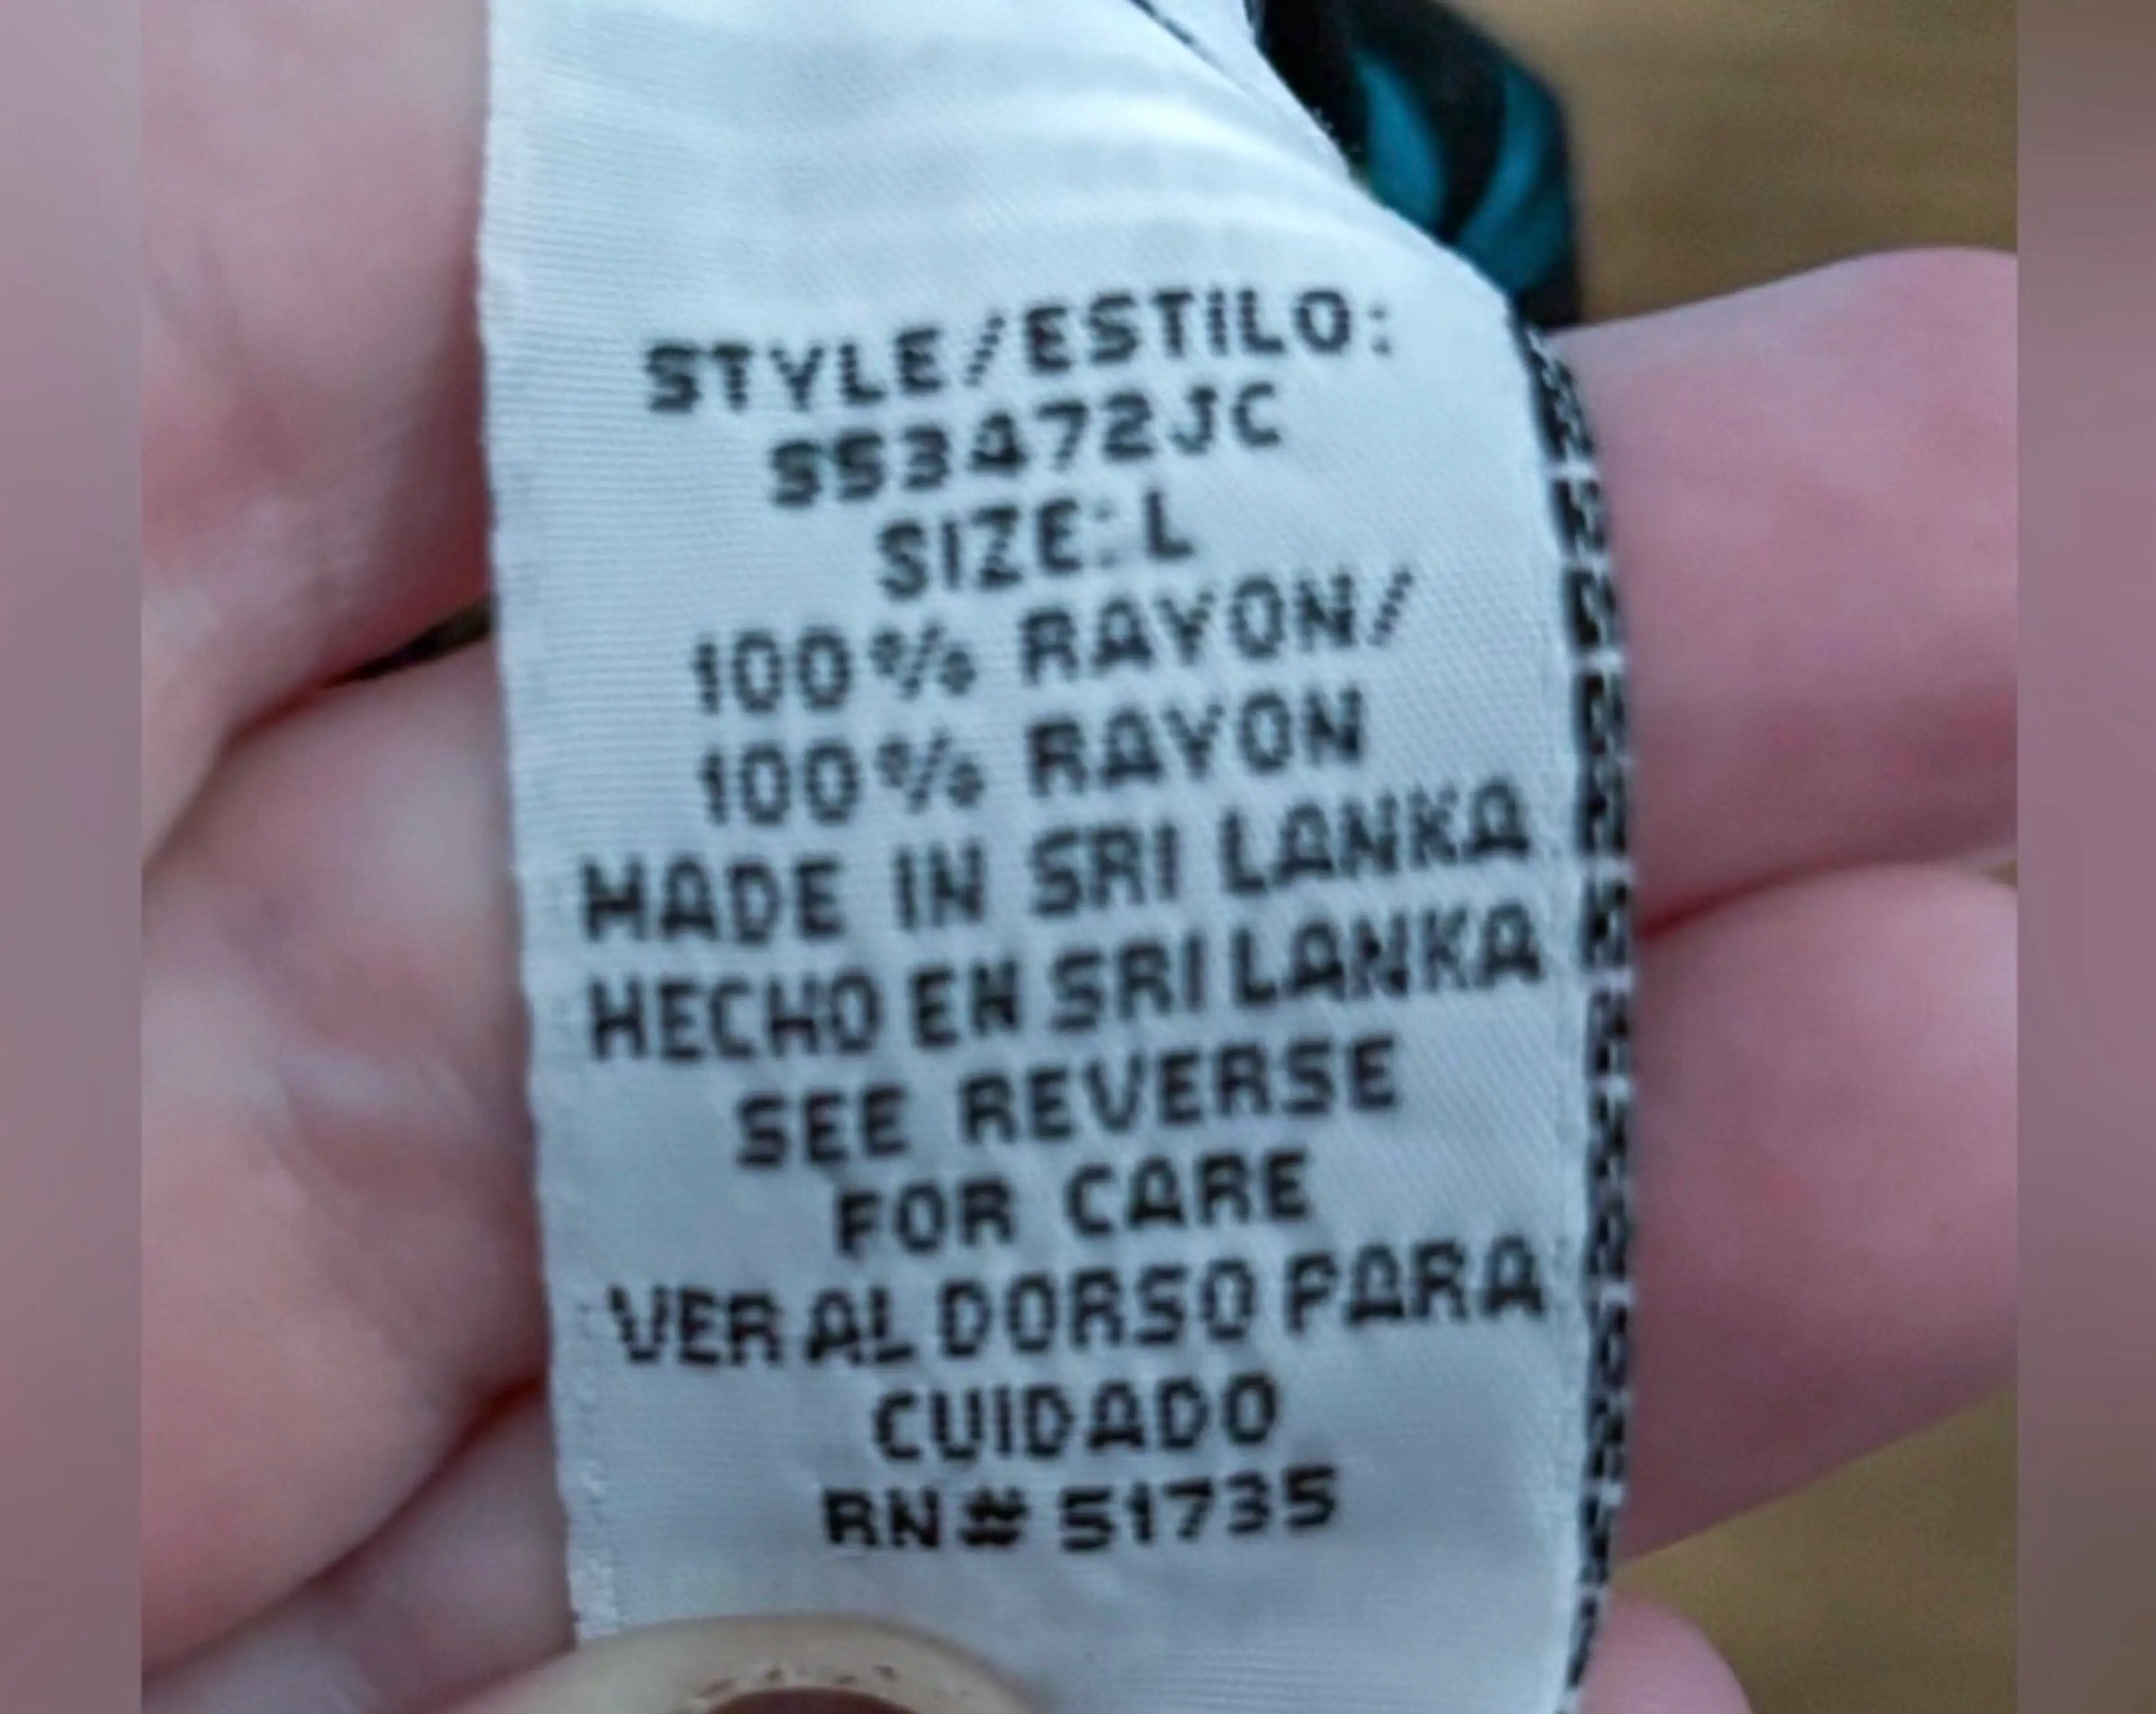 STYLE/ESTILO:
SS3472JC
SIZE: L
100% RAYON/
100% RAYON
MADE IN SRI LANKA
HECHO EN SRI LANKA
SEE REVERSE
FOR CARE
VER AL DORSO PARA
CUIDADO
RN# 51735